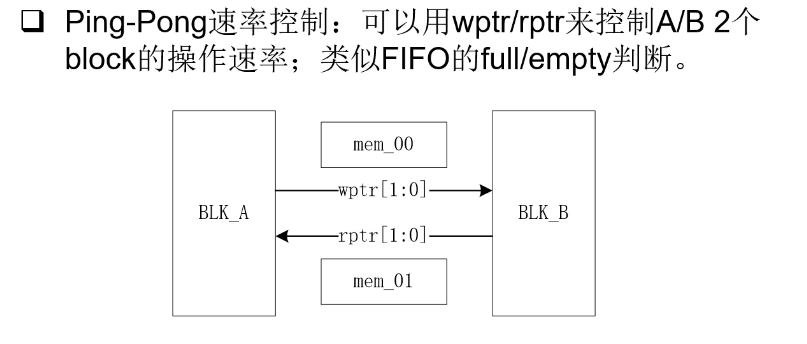 ❑ Ping-Pong速率控制：可以用wptr/rptr来控制A/B 2个
block的操作速率；类似FIFO的full/empty判断。
mem_00
wptr[1:0]
BLK_A
BLK_B
rptr[1:0]
mem_01